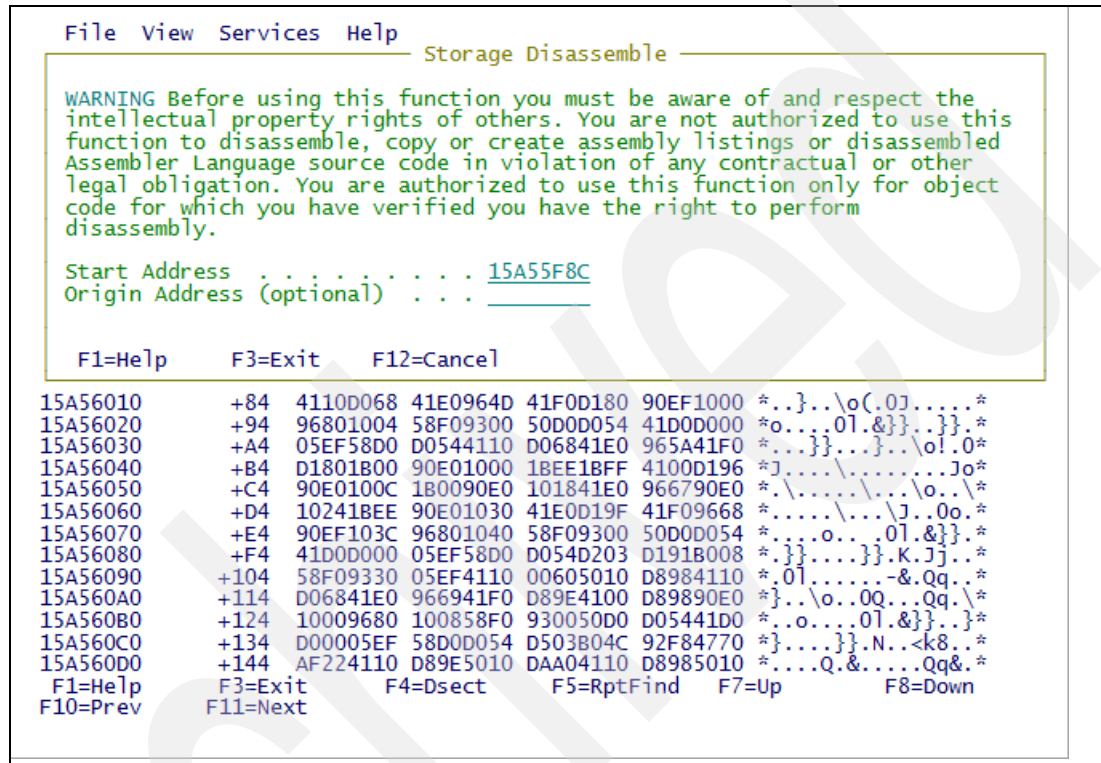 File View Services Help
Storage Disassemble
WARNING Before using this function you must be aware of and respect the
intellectual property rights of others. You are not authorized to use this
function to disassemble, copy or create assembly listings or disassembled
Assembler Language source code in violation of any contractual or other
legal obligation. You are authorized to use this function only for object
code for which you have verified you have the right to perform
disassembly.
Start Address . . . . . . . . . 15A55F8C
Origin Address (optional) . . .
F1=Help F3=Exit F12=Cancel
15A56010 +84 4110D068 41E0964D 41F0D180 90EF1000 *..}..\o(.0J.....*
15A56020 +94 96801004 58F09300 50D0D054 41D0D000 *o....0l.&}}..}}.*
15A56030 +A4 05EF58D0 D0544110 D06841E0 965A41F0 *...}}...}..\o!.0*
15A56040 +B4 D1801B00 90E01000 1BEE1BFF 4100D196 *J....\........Jo*
15A56050 +C4 90E0100C 1B0090E0 101841E0 966790E0 *.\.....\...\o..\*
15A56060 +D4 10241BEE 90E01030 41E0D19F 41F09668 *.....\...\J..0o.*
15A56070 +E4 90EF103C 96801040 58F09300 50D0D054 *....o.. .0l.&}}.*
15A56080 +F4 41D0D000 05EF58D0 D054D203 D191B008 *.}}....}}.K.Jj..*
15A56090 +104 58F09330 05EF4110 00605010 D8984110 *.0l......-&.Qq..*
15A560A0 +114 D06841E0 966941F0 D89E4100 D89890E0 *}..\o..0Q...Qq.\*
15A560B0 +124 10009680 100858F0 930050D0 D05441D0 *..o....0l.&}}..}*
15A560C0 +134 D00005EF 58D0D054 D503B04C 92F84770 *}.....}}.N..<k8..*
15A560D0 +144 AF224110 D89E5010 DAA04110 D8985010 *....Q.&.....Qq&.*
F1=Help F3=Exit F4=Dsect F5=RptFind F7=Up F8=Down
F10=Prev F11=Next